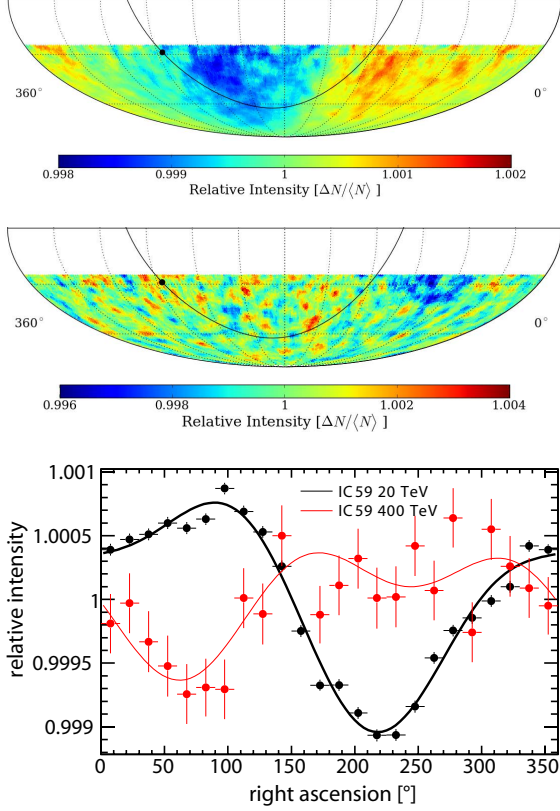 360° 0°
0.998 0.999 1 1.001 1.002
Relative Intensity [ΔN/⟨N⟩ ]
360° 0°
0.996 0.998 1 1.002 1.004
Relative Intensity [ΔN/⟨N⟩ ]
1.001
IC59 20 TeV
IC59 400 TeV
1.0005
1
0.9995
0.999
relative intensity
0 50 100 150 200 250 300 350
right ascension [°]